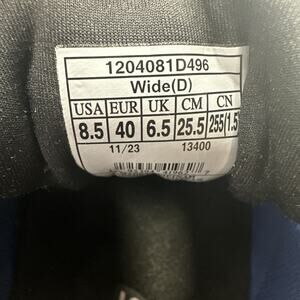 1204081D496
Wide(D)
USA EUR UK CM CN
8.5 40 6.5 25.5 255(1.5)
11/23 13400